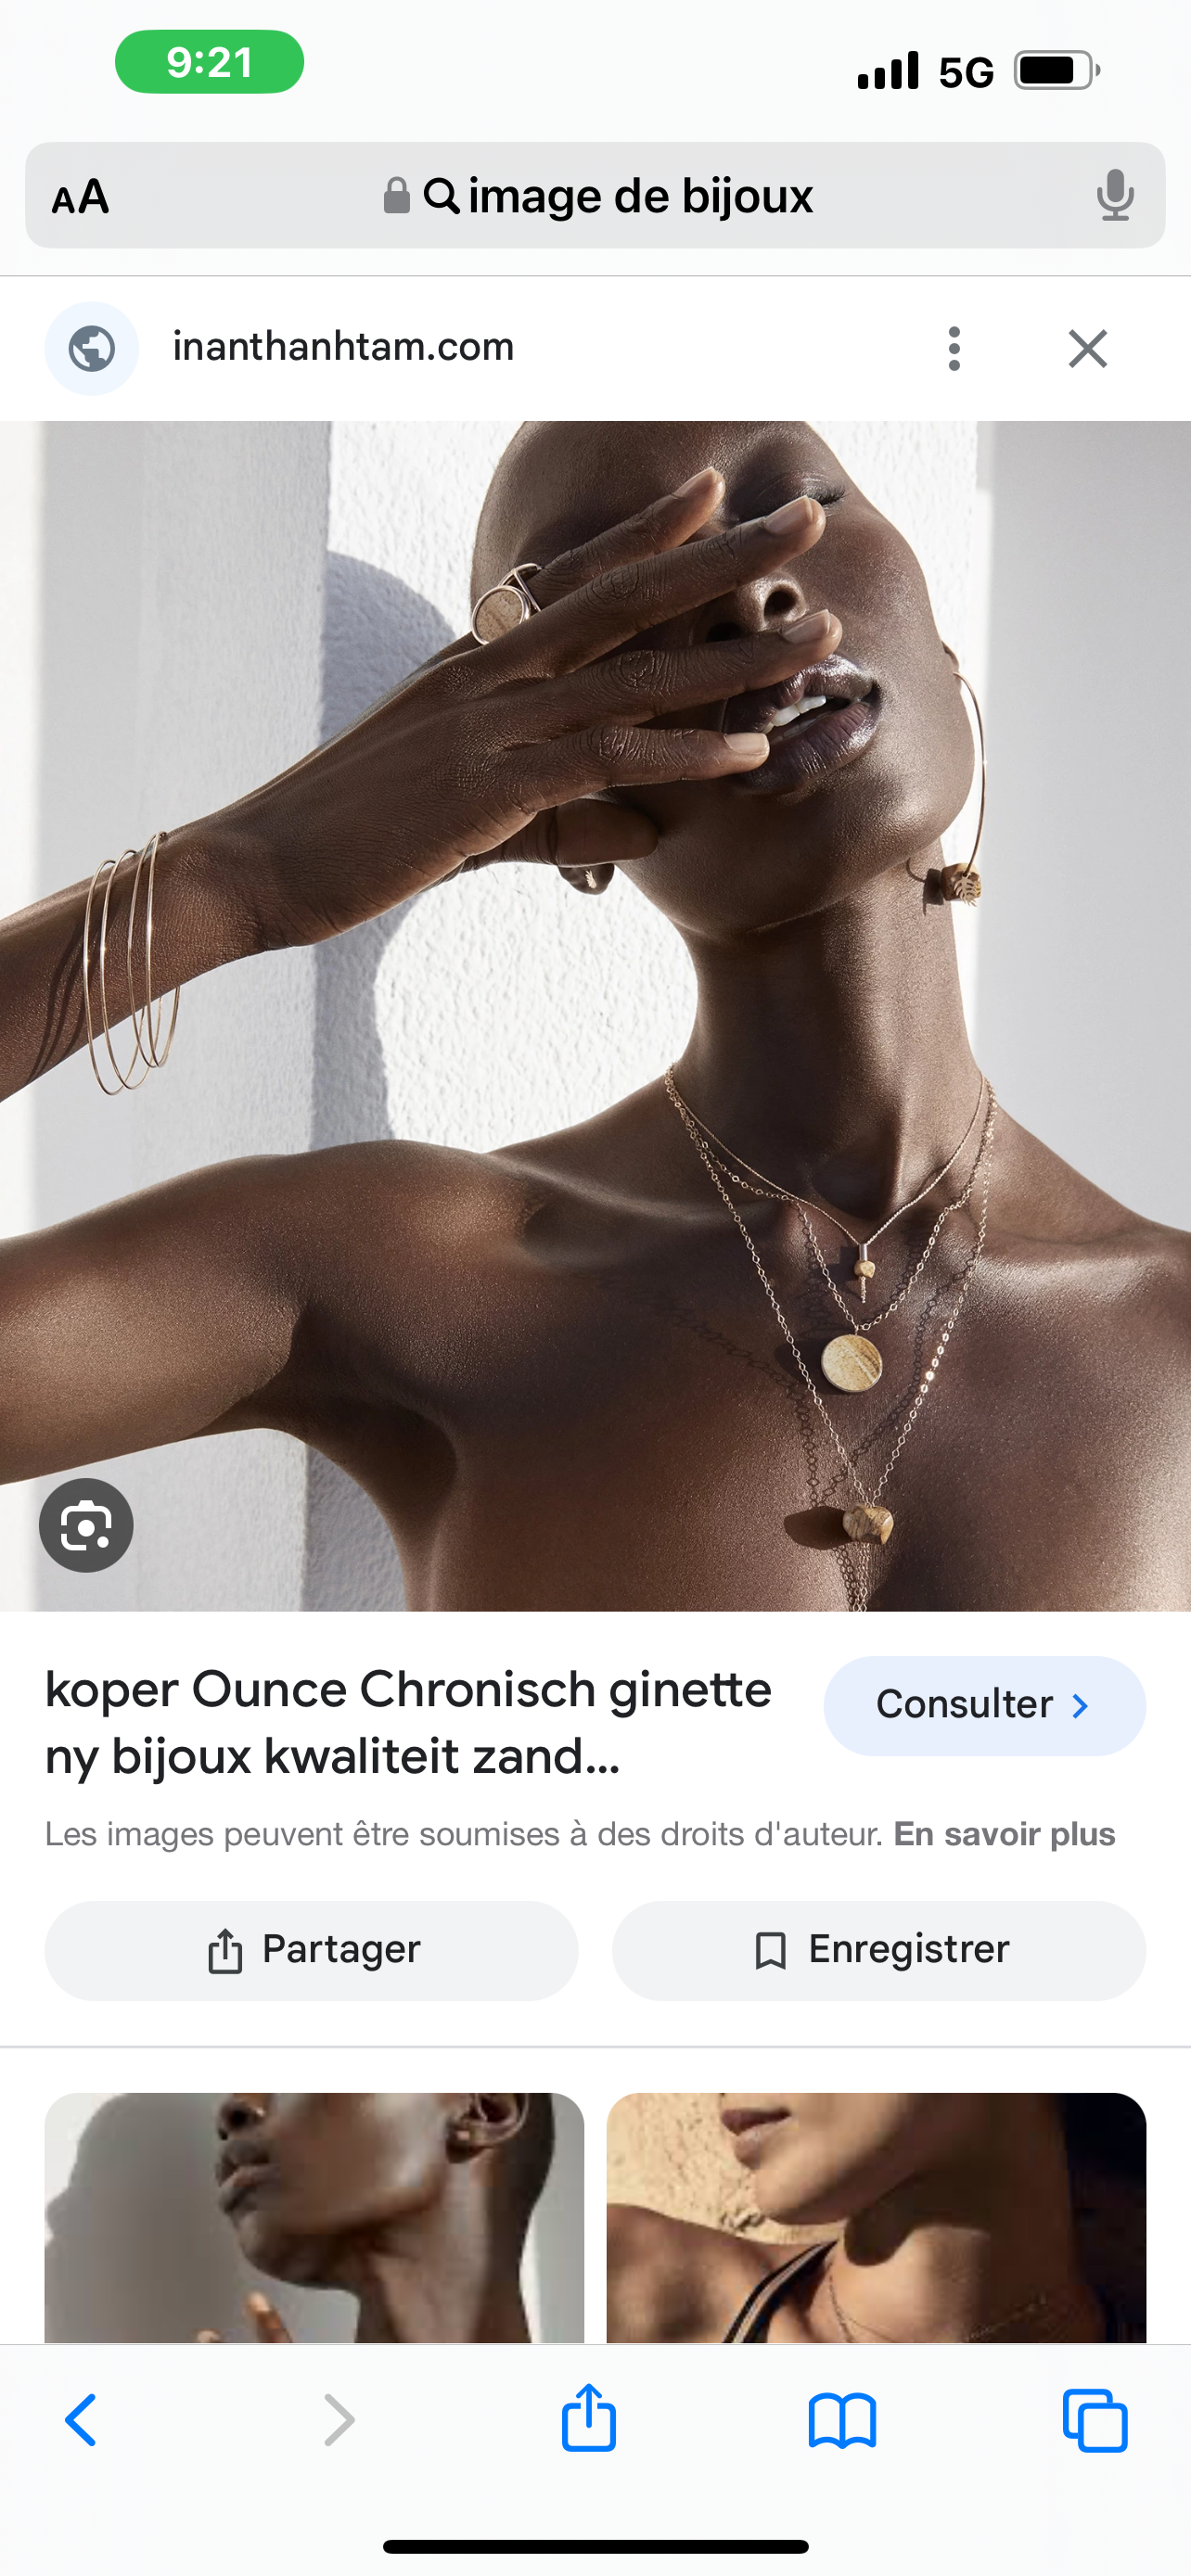 9:21
5G
AA
image de bijoux
inanthanhtam.com
koper Ounce Chronisch ginette
ny bijoux kwaliteit zand...
Consulter
Les images peuvent être soumises à des droits d'auteur. En savoir plus
Partager
Enregistrer